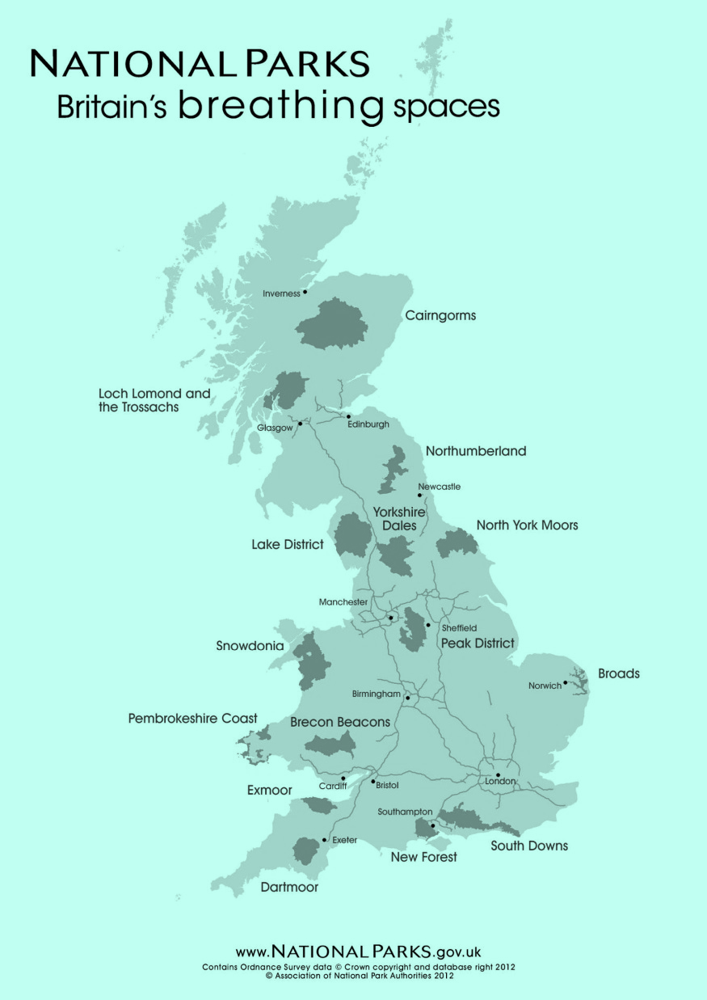 NATIONAL PARKS
Britain's breathing spaces
Inverness
Cairngorms
Loch Lomond and
the Trossachs
Glasgow
Edinburgh
Northumberland
Newcastle
Yorkshire
Dales
North York Moors
Lake District
Manchester
Sheffield
Peak District
Snowdonia
Broads
Norwich
Birmingham
Pembrokeshire Coast
Brecon Beacons
London
Exmoor
Cardiff
Bristol
Southampton
Exeter
South Downs
New Forest
Dartmoor
www.NATIONAL PARKS.gov.uk
Contains Ordnance Survey data © Crown copyright and database right 2012
© Association of National Park Authorities 2012